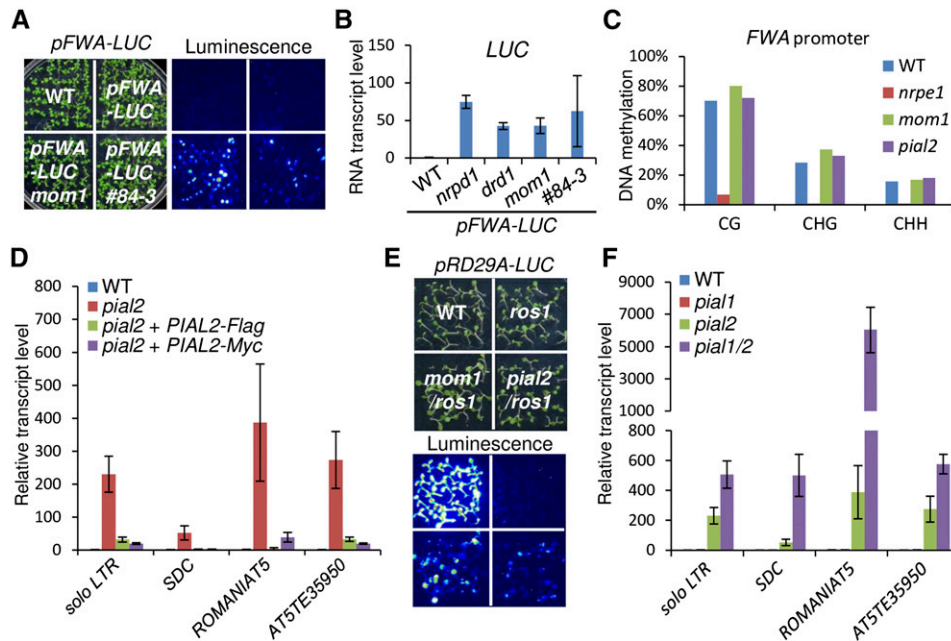 A
pFWA-LUC
Luminescence
WT
pFWA
-LUC
pFWA
-LUC
mom1
pFWA
-LUC
#84-3
B
LUC
RNA transcript level
150
100
50
0
WT
nrpd1
drd1
mom1
#84-3
pFWA-LUC
C
FWA promoter
DNA methylation
100%
80%
60%
40%
20%
0%
CG
CHG
CHH
WT
nrpe1
mom1
pial2
D
WT
pial2
pial2 + PIAL2-Flag
pial2 + PIAL2-Myc
Relative transcript level
800
700
600
500
400
300
200
100
0
solo LTR
SDC
ROMANIAT5
AT5TE35950
E
pRD29A-LUC
WT
ros1
mom1
/ros1
pial2
/ros1
Luminescence
F
WT
pial1
pial2
pial1/2
Relative transcript level
9000
7000
5000
3000
1000
800
600
400
200
0
solo LTR
SDC
ROMANIAT5
AT5TE35950